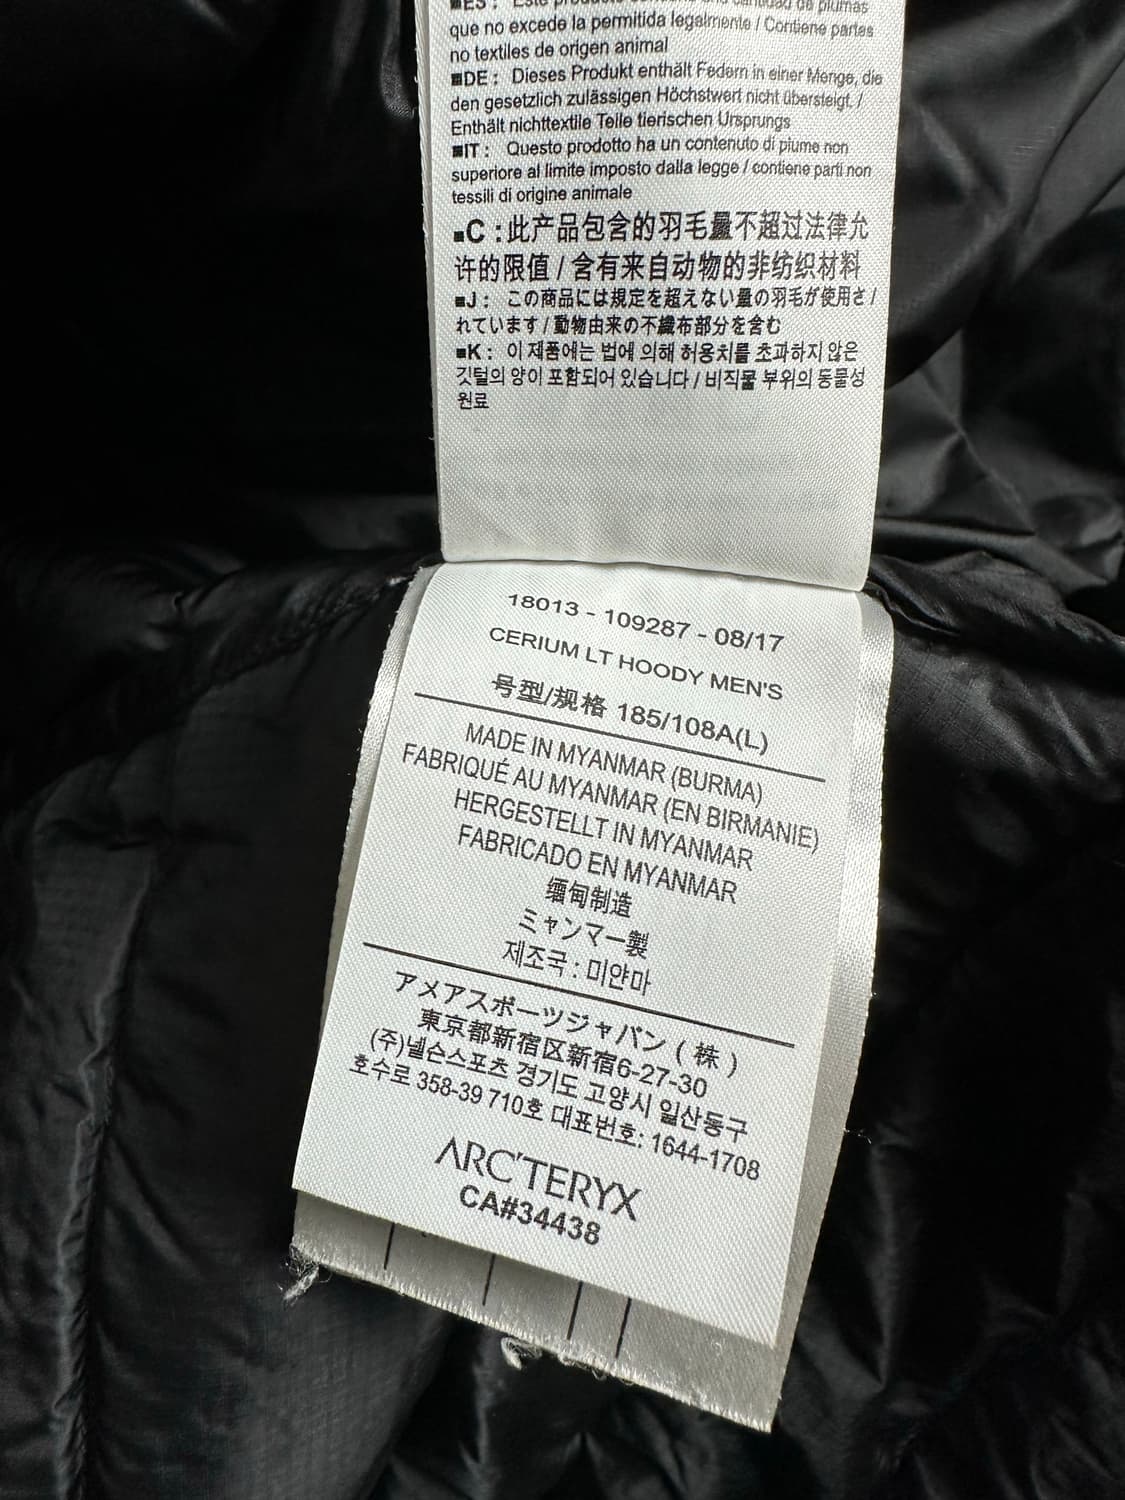 ■ES : Este producto contiene una cantidad de plumas
que no excede la permitida legalmente / Contiene partes
no textiles de origen animal
■DE : Dieses Produkt enthält Federn in einer Menge, die
den gesetzlich zulässigen Höchstwert nicht übersteigt. /
Enthält nichttextile Teile tierischen Ursprungs
■IT : Questo prodotto ha un contenuto di piume non
superiore al limite imposto dalla legge / contiene parti non
tessili di origine animale
■C : 此产品包含的羽毛量不超过法律允
许的限值 / 含有来自动物的非纺织材料
■J : この商品には規定を超えない量の羽毛が使用さ /
れています / 動物由来の不織布部分を含む
■K : 이 제품에는 법에 의해 허용치를 초과하지 않은
깃털의 양이 포함되어 있습니다 / 비직물 부위의 동물성
원료
18013 - 109287 - 08/17
CERIUM LT HOODY MEN'S
号型/规格 185/108A(L)
MADE IN MYANMAR (BURMA)
FABRIQUÉ AU MYANMAR (EN BIRMANIE)
HERGESTELLT IN MYANMAR
FABRICADO EN MYANMAR
缅甸制造
ミャンマー製
제조국 : 미얀마
アメアスポーツジャパン ( 株 )
東京都新宿区新宿6-27-30
(주)넬슨스포츠 경기도 고양시 일산동구
호수로 358-39 710호 대표번호: 1644-1708
ARC'TERYX
CA#34438